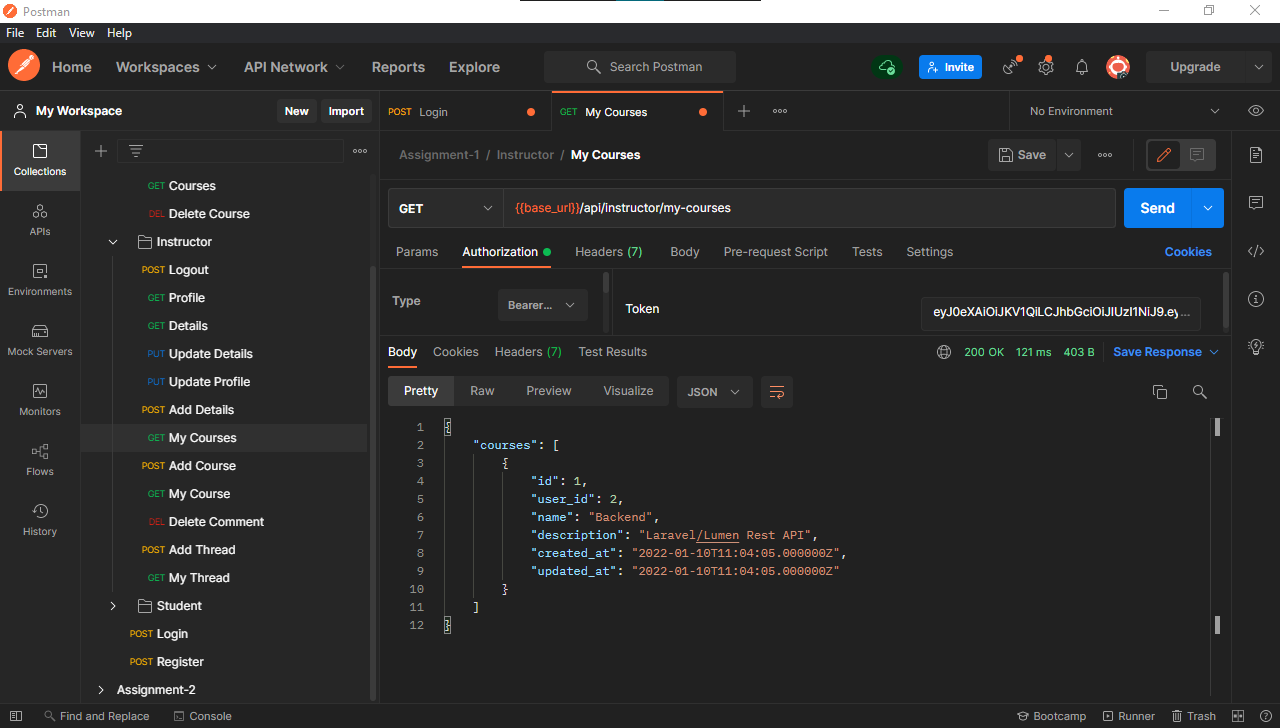 Postman
File Edit View Help
Home Workspaces API Network Reports Explore Search Postman Invite Upgrade
My Workspace New Import
POST Login GET My Courses No Environment
Collections
APIs
Environments
Mock Servers
Monitors
Flows
History
GET Courses
DEL Delete Course
Instructor
POST Logout
GET Profile
GET Details
PUT Update Details
PUT Update Profile
POST Add Details
GET My Courses
POST Add Course
GET My Course
DEL Delete Comment
POST Add Thread
GET My Thread
Student
POST Login
POST Register
Assignment-2
Assignment-1 / Instructor / My Courses Save
GET {{base_url}}/api/instructor/my-courses Send
Params Authorization Headers (7) Body Pre-request Script Tests Settings Cookies
Type Bearer... Token eyJ0eXAiOiJKV1QiLCJhbGciOiJIUzI1NiJ9.ey...
Body Cookies Headers (7) Test Results 200 OK 121 ms 403 B Save Response
Pretty Raw Preview Visualize JSON
1 {
2 "courses": [
3 {
4 "id": 1,
5 "user_id": 2,
6 "name": "Backend",
7 "description": "Laravel/Lumen Rest API",
8 "created_at": "2022-01-10T11:04:05.000000Z",
9 "updated_at": "2022-01-10T11:04:05.000000Z"
10 }
11 ]
12 }
Find and Replace Console Bootcamp Runner Trash